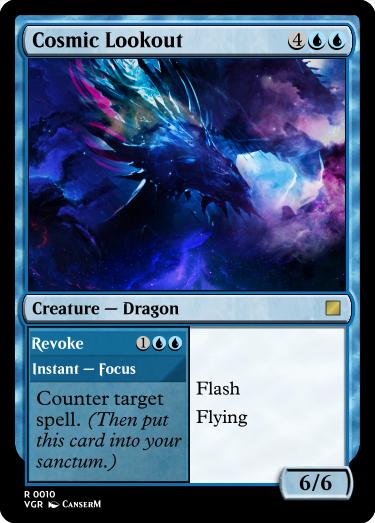 Cosmic Lookout 4
Creature — Dragon
Revoke 1
Instant — Focus
Counter target
spell. (Then put
this card into your
sanctum.)
Flash
Flying
6/6
R 0010
VGR CanserM